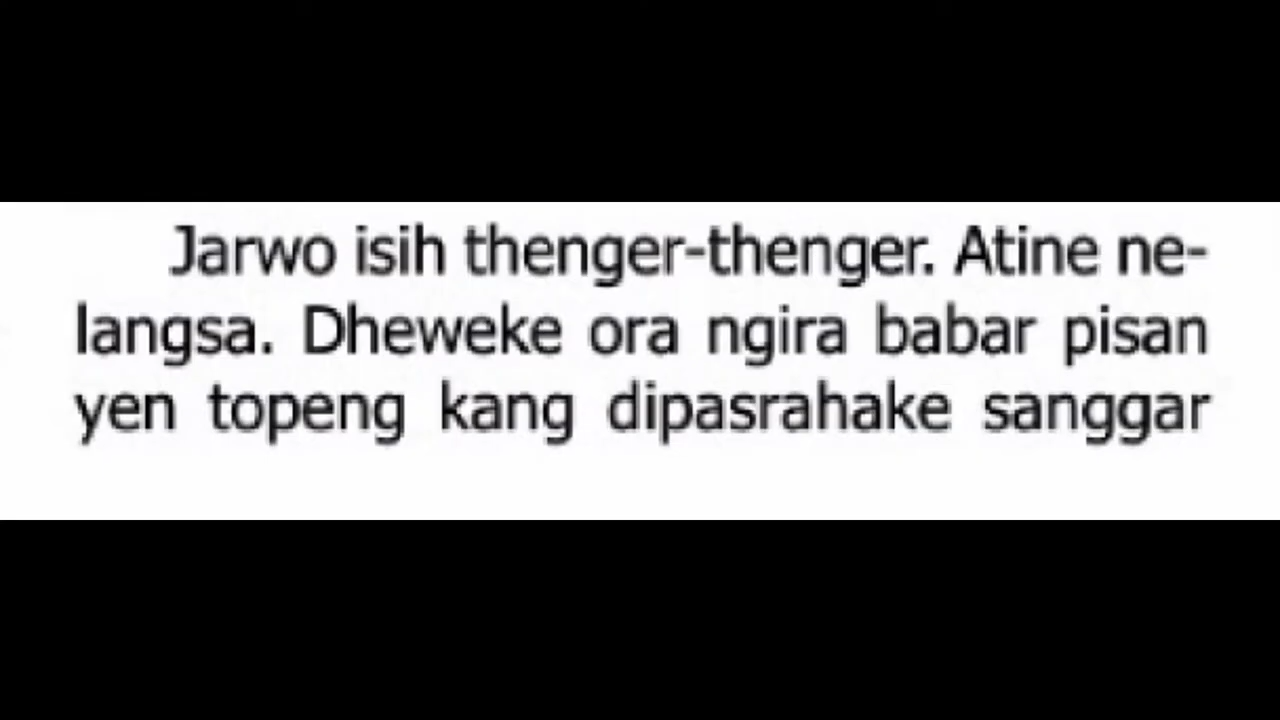 Jarwo isih thenger-thenger. Atine ne-
langsa. Dheweke ora ngira babar pisan
yen topeng kang dipasrahake sanggar